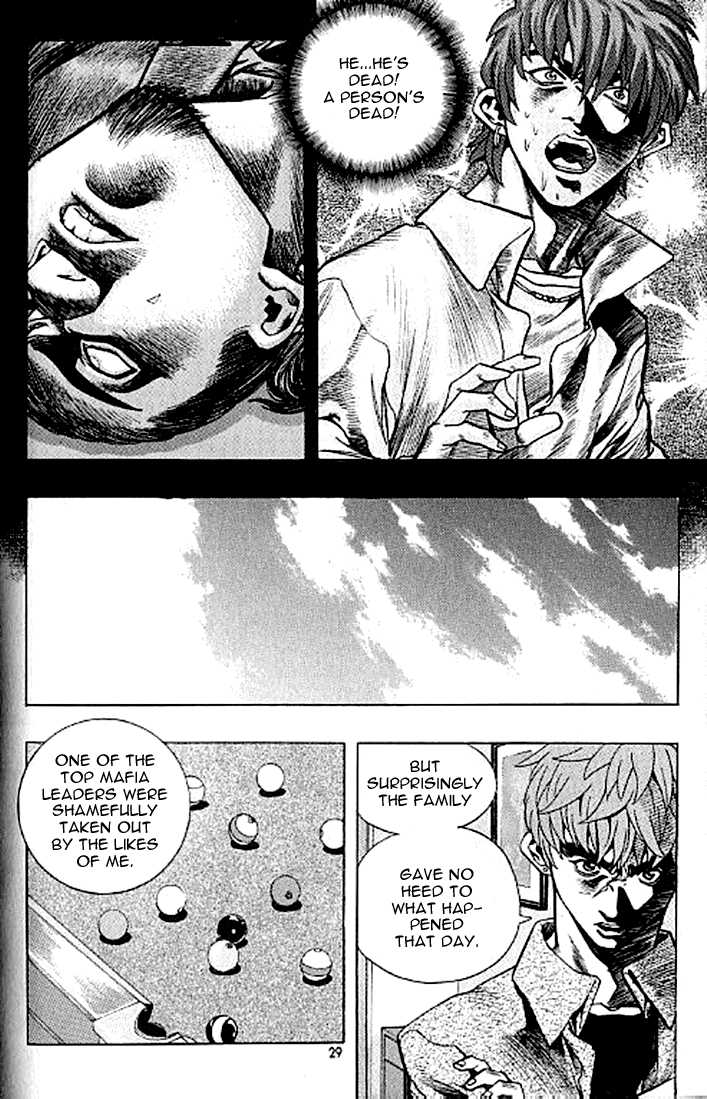 HE...HE'S
DEAD!
A PERSON'S
DEAD!
ONE OF THE
TOP MAFIA
LEADERS WERE
SHAMEFULLY
TAKEN OUT
BY THE LIKES
OF ME.
BUT
SURPRISINGLY
THE FAMILY
GAVE NO
HEED TO
WHAT HAP-
PENED
THAT DAY.
29